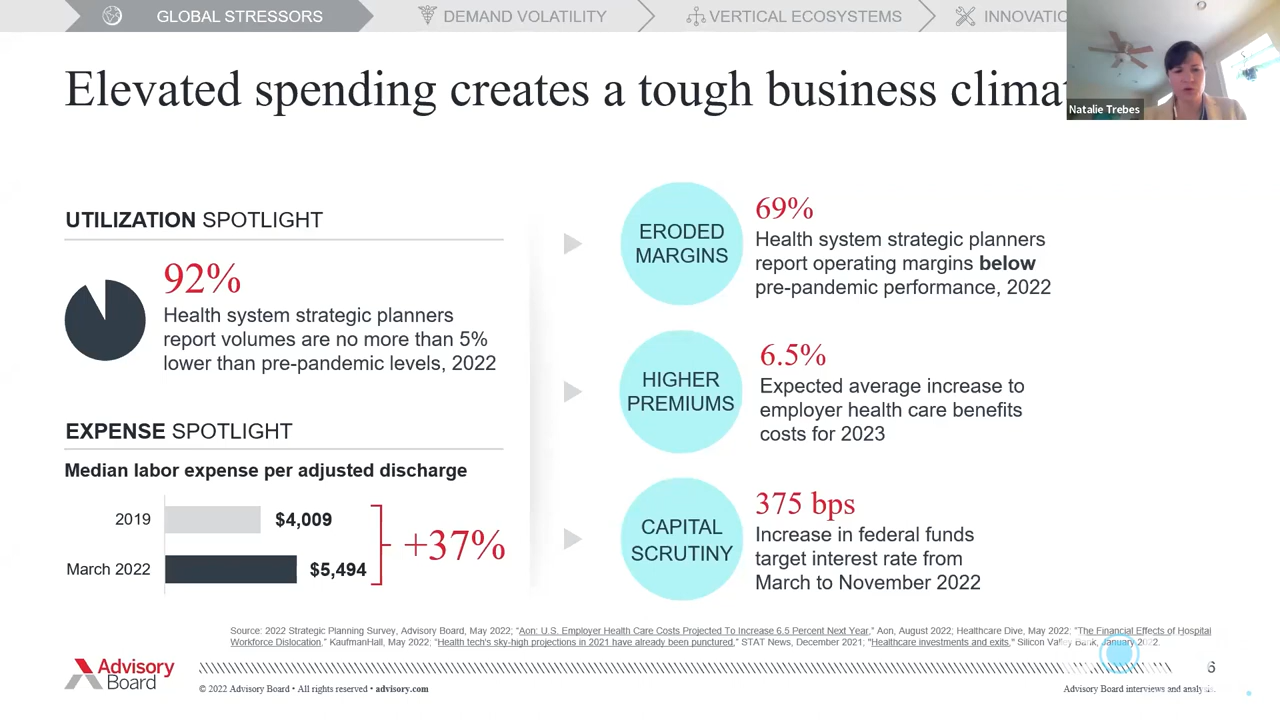 GLOBAL STRESSORS
DEMAND VOLATILITY
VERTICAL ECOSYSTEMS
Elevated spending creates a tough business
Natalie Trebes
UTILIZATION SPOTLIGHT
92%
Health system strategic planners
report volumes are no more than 5%
lower than pre-pandemic levels, 2022
EXPENSE SPOTLIGHT
Median labor expense per adjusted discharge
2019
$4,009
March 2022
$5,494
+37%
ERODED
MARGINS
69%
Health system strategic planners
report operating margins below
pre-pandemic performance, 2022
HIGHER
PREMIUMS
6.5%
Expected average increase to
employer health care benefits
costs for 2023
CAPITAL
SCRUTINY
375 bps
Increase in federal funds
target interest rate from
March to November 2022
Source: 2022 Strategic Planning Survey, Advisory Board, May 2022; "Aon: U.S. Employer Health Care Costs Projected To Increase 6.5 Percent Next Year," Aon, August 2022; Healthcare Dive, May 2022; "The Financial Effects of Hospital
Workforce Dislocation," KaufmanHall, May 2022; "Health tech's sky-high projections in 2021 have already been punctured," STAT News, December 2021; "Healthcare investments and exits," Silicon Valley Bank, January 2022.
Advisory
Board
© 2022 Advisory Board • All rights reserved • advisory.com
6
Advisory Board interviews and analysis.